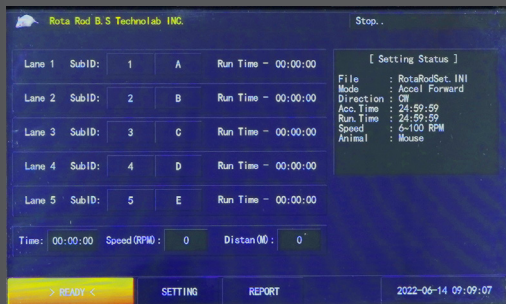 Rota Rod B.S Technolab INC.
Stop..
Lane 1 SubID: 1 A Run Time - 00:00:00
Lane 2 SubID: 2 B Run Time - 00:00:00
Lane 3 SubID: 3 C Run Time - 00:00:00
Lane 4 SubID: 4 D Run Time - 00:00:00
Lane 5 SubID: 5 E Run Time - 00:00:00
[ Setting Status ]
File : RotaRodSet.INI
Mode : Accel Forward
Direction : CW
Acc.Time : 24:59:59
Run.Time : 24:59:59
Speed : 6~100 RPM
Animal : Mouse
Time: 00:00:00 Speed(RPM): 0 Distan(M): 0
> READY < SETTING REPORT 2022-06-14 09:09:07